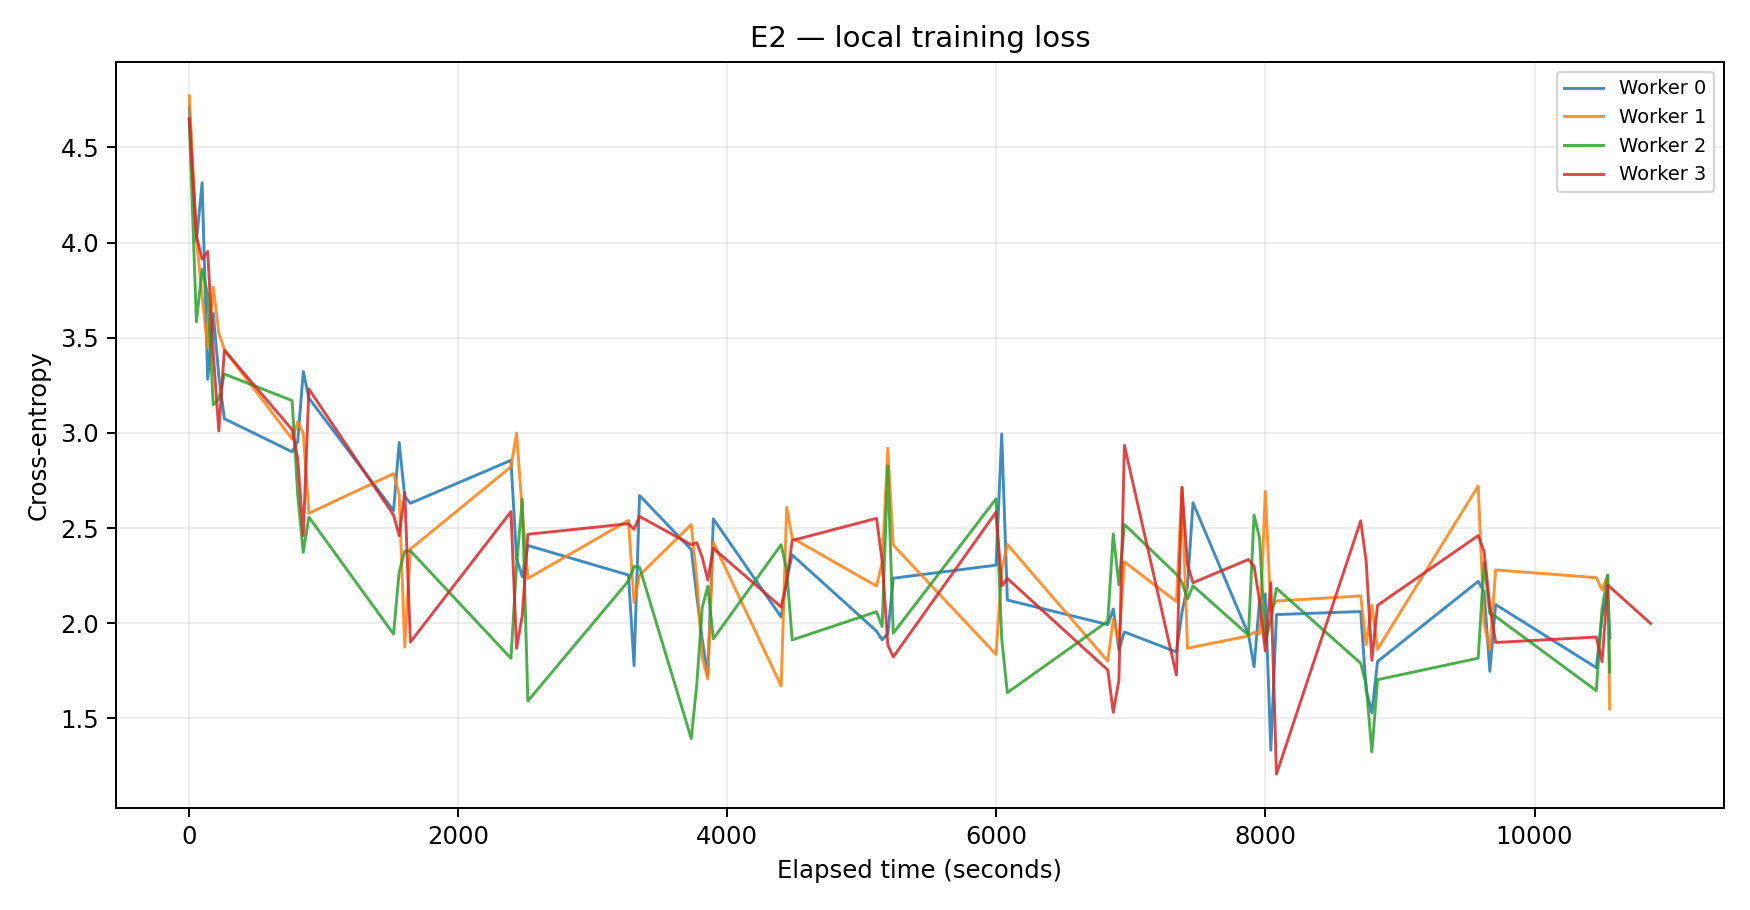 E2 — local training loss
Worker 0
Worker 1
Worker 2
Worker 3
Cross-entropy
4.5
4.0
3.5
3.0
2.5
2.0
1.5
0 2000 4000 6000 8000 10000
Elapsed time (seconds)